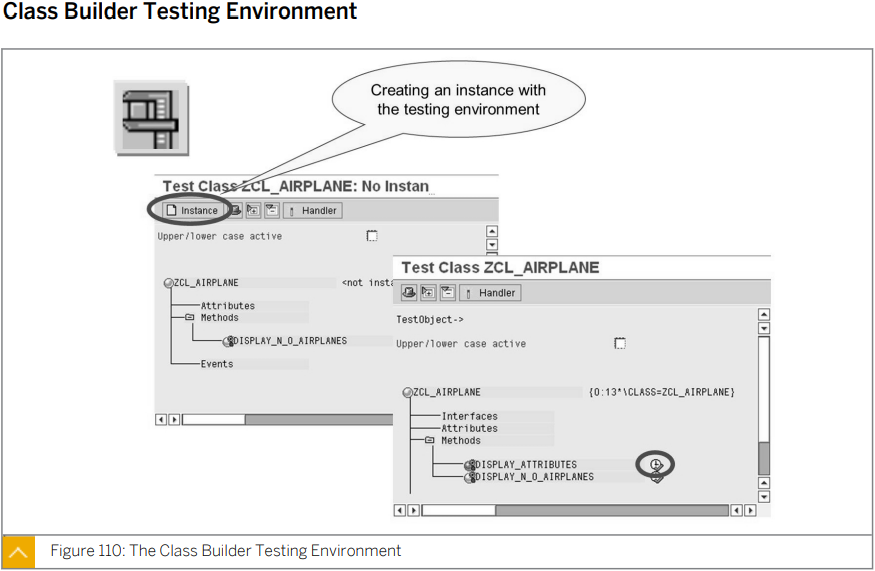 Class Builder Testing Environment
Creating an instance with
the testing environment
Test Class ZCL_AIRPLANE: No Instan
Instance
Handler
Upper/lower case active
ZCL_AIRPLANE
<not insta
Attributes
Methods
DISPLAY_N_O_AIRPLANES
Events
Test Class ZCL_AIRPLANE
Handler
TestObject->
Upper/lower case active
ZCL_AIRPLANE {O:13*\CLASS=ZCL_AIRPLANE}
Interfaces
Attributes
Methods
DISPLAY_ATTRIBUTES
DISPLAY_N_O_AIRPLANES
Figure 110: The Class Builder Testing Environment